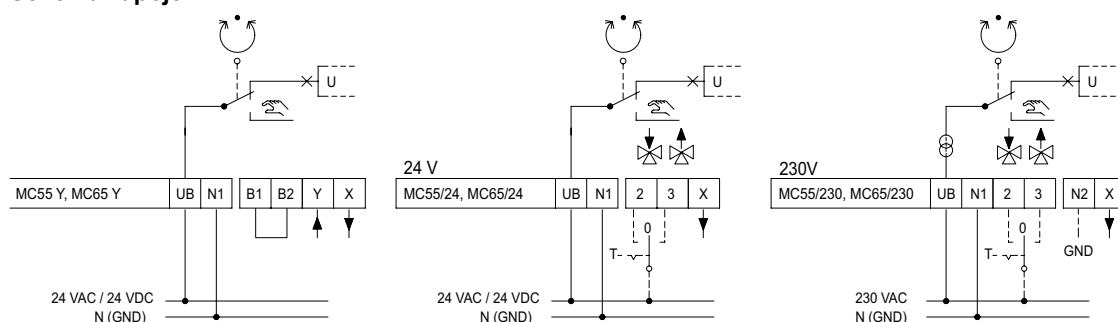 U
U
U
24 V
230V
MC55 Y, MC65 Y
UB
N1
B1
B2
Y
X
MC55/24, MC65/24
UB
N1
2
3
X
MC55/230, MC65/230
UB
N1
2
3
N2
X
0
T
0
T
GND
24 VAC / 24 VDC
N (GND)
24 VAC / 24 VDC
N (GND)
230 VAC
N (GND)